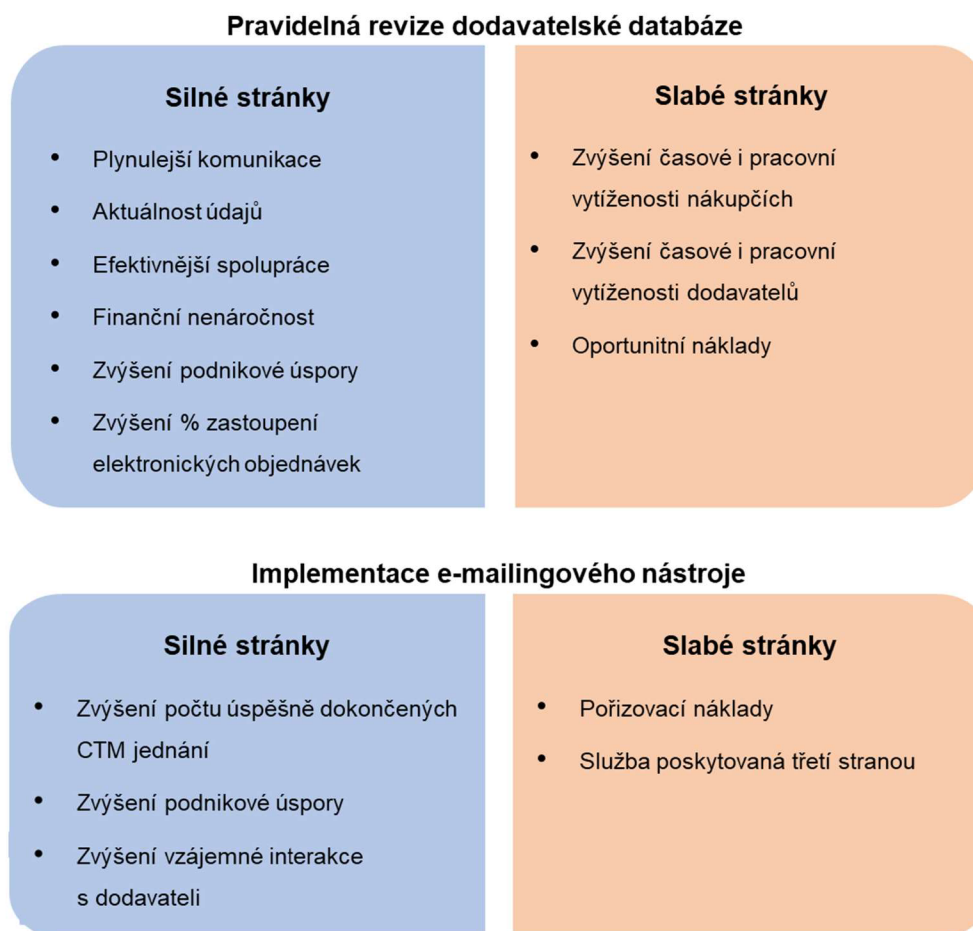 Pravidelná revize dodavatelské databáze
Silné stránky
• Plynulejší komunikace
• Aktuálnost údajů
• Efektivnější spolupráce
• Finanční nenáročnost
• Zvýšení podnikové úspory
• Zvýšení % zastoupení
elektronických objednávek
Slabé stránky
• Zvýšení časové i pracovní
vytíženosti nákupčích
• Zvýšení časové i pracovní
vytíženosti dodavatelů
• Oportunitní náklady
Implementace e-mailingového nástroje
Silné stránky
• Zvýšení počtu úspěšně dokončených
CTM jednání
• Zvýšení podnikové úspory
• Zvýšení vzájemné interakce
s dodavateli
Slabé stránky
• Pořizovací náklady
• Služba poskytovaná třetí stranou